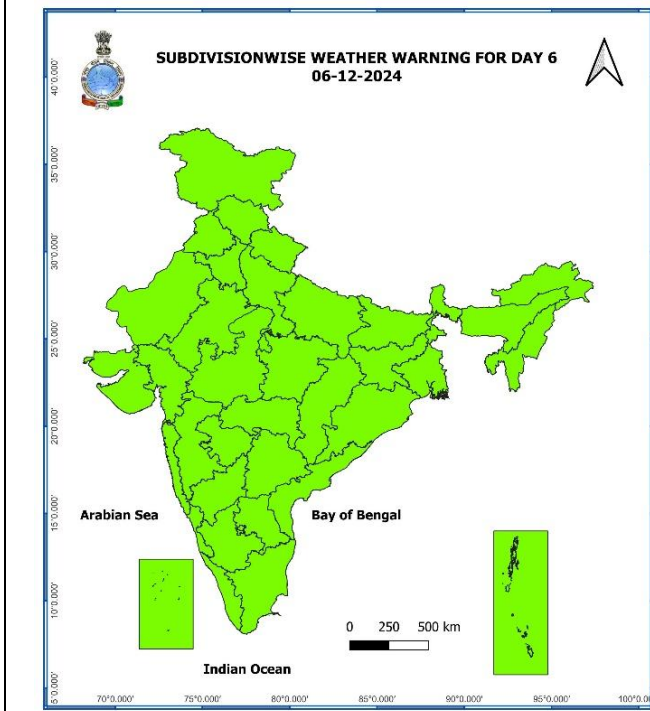 SUBDIVISIONWISE WEATHER WARNING FOR DAY 6
06-12-2024
40°0.000'
35°0.000'
30°0.000'
25°0.000'
20°0.000'
15°0.000'
10°0.000'
5°0.000'
Arabian Sea
Bay of Bengal
0 250 500 km
Indian Ocean
70°0.000' 75°0.000' 80°0.000' 85°0.000' 90°0.000' 95°0.000' 100°0.000'